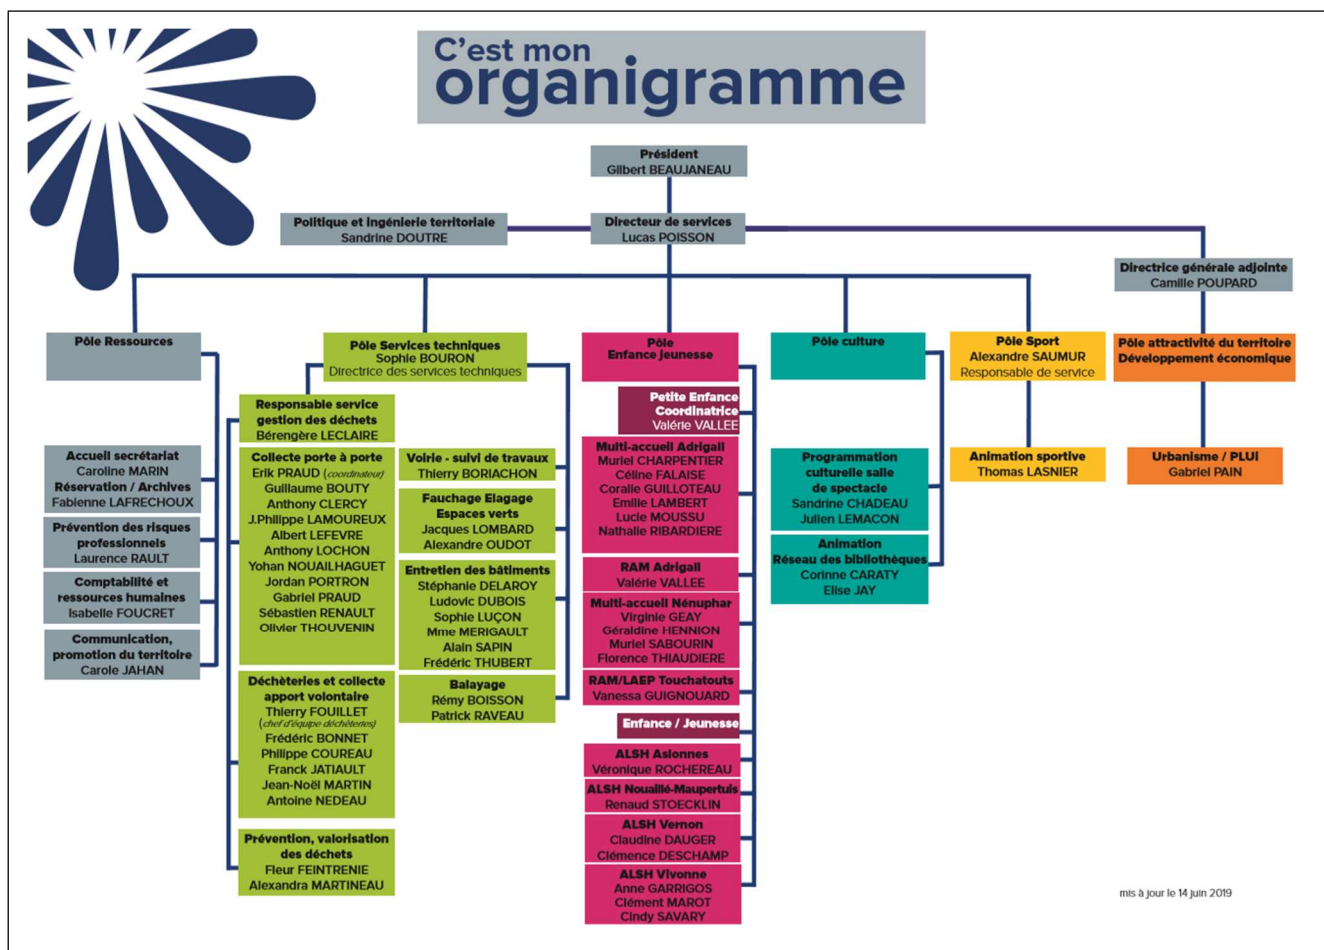 C'est mon
organigramme
Président
Gilbert BEAUJANEAU
Politique et ingénierie territoriale
Sandrine DOUTRE
Directeur de services
Lucas POISSON
Directrice générale adjointe
Camille POUPARD
Pôle Ressources
Accueil secrétariat
Caroline MARIN
Réservation / Archives
Fabienne LAFRECHOUX
Prévention des risques
professionnels
Laurence RAULT
Comptabilité et
ressources humaines
Isabelle FOUCRET
Communication,
promotion du territoire
Carole JAHAN
Pôle Services techniques
Sophie BOURON
Directrice des services techniques
Responsable service
gestion des déchets
Bérengère LECLAIRE
Collecte porte à porte
Erik PRAUD (coordinateur)
Guillaume BOUTY
Anthony CLERCY
J.Philippe LAMOUREUX
Albert LEFEVRE
Anthony LOCHON
Yohan NOUAILHAGUET
Jordan PORTRON
Gabriel PRAUD
Sébastien RENAULT
Olivier THOUVENIN
Déchèteries et collecte
apport volontaire
Thierry FOUILLET
(chef d'équipe déchèteries)
Frédéric BONNET
Philippe COUREAU
Franck JATIAULT
Jean-Noël MARTIN
Antoine NEDEAU
Prévention, valorisation
des déchets
Fleur FEINTRENIE
Alexandra MARTINEAU
Voirie - suivi de travaux
Thierry BORIACHON
Fauchage Elagage
Espaces verts
Jacques LOMBARD
Alexandre OUDOT
Entretien des bâtiments
Stéphanie DELAROY
Ludovic DUBOIS
Sophie LUÇON
Mme MERIGAULT
Alain SAPIN
Frédéric THUBERT
Balayage
Rémy BOISSON
Patrick RAVEAU
Pôle
Enfance jeunesse
Petite Enfance
Coordinatrice
Valérie VALLEE
Multi-accueil Adrigall
Muriel CHARPENTIER
Céline FALAISE
Coralie GUILLOTEAU
Emilie LAMBERT
Lucie MOUSSU
Nathalie RIBARDIERE
RAM Adrigall
Valérie VALLEE
Multi-accueil Nénuphar
Virginie GEAY
Géraldine HENNION
Muriel SABOURIN
Florence THIAUDIERE
RAM/LAEP Touchatouts
Vanessa GUIGNOUARD
Enfance / Jeunesse
ALSH Aslonnes
Véronique ROCHEREAU
ALSH Nouaillé-Maupertuis
Renaud STOECKLIN
ALSH Vernon
Claudine DAUGER
Clémence DESCHAMP
ALSH Vivonne
Anne GARRIGOS
Clément MAROT
Cindy SAVARY
Pôle culture
Programmation
culturelle salle
de spectacle
Sandrine CHADEAU
Julien LEMACON
Animation
Réseau des bibliothèques
Corinne CARATY
Elise JAY
Pôle Sport
Alexandre SAUMUR
Responsable de service
Animation sportive
Thomas LASNIER
Pôle attractivité du territoire
Développement économique
Urbanisme / PLUi
Gabriel PAIN
mis à jour le 14 juin 2019